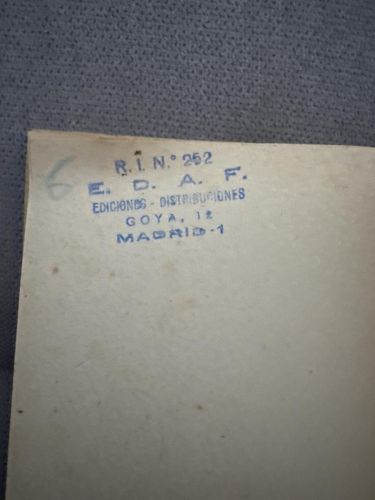 R. I. N.º 252
6
E. D. A. F.
EDICIONES - DISTRIBUCIONES
GOYA, 12
MADRID-1